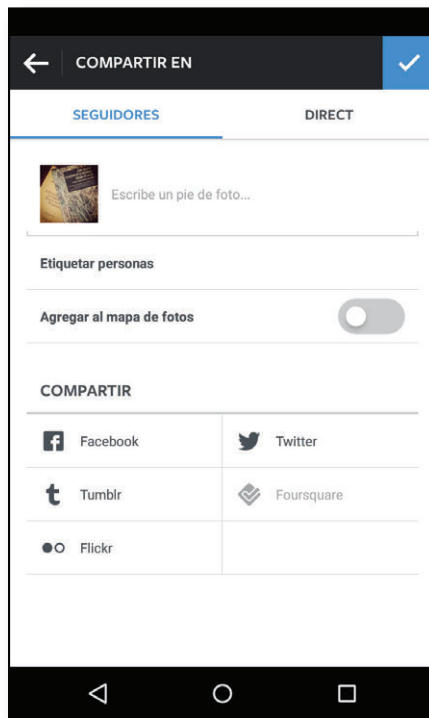 COMPARTIR EN
SEGUIDORES DIRECT
Escribe un pie de foto...
Etiquetar personas
Agregar al mapa de fotos
COMPARTIR
Facebook Twitter
Tumblr Foursquare
Flickr